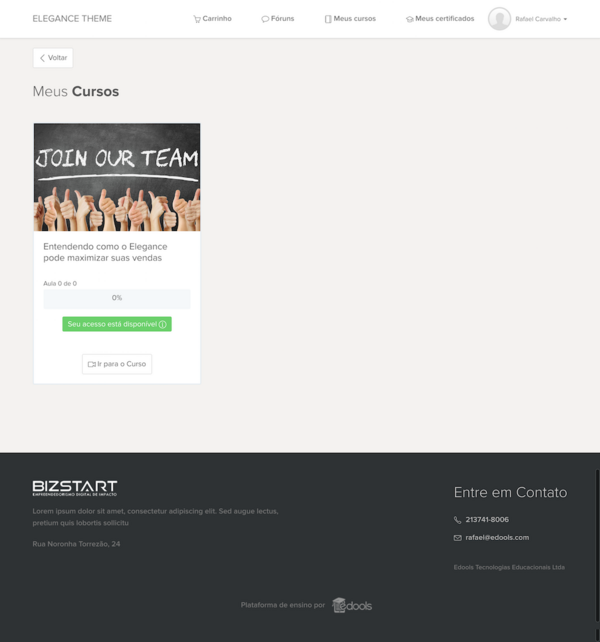 ELEGANCE THEME
Carrinho
Fóruns
Meus cursos
Meus certificados
Rafael Carvalho
Voltar
Meus Cursos
JOIN OUR TEAM
Entendendo como o Elegance
pode maximizar suas vendas
Aula 0 de 0
0%
Seu acesso está disponível
Ir para o Curso
BIZSTART
EMPREENDEDORISMO DIGITAL DE IMPACTO
Lorem ipsum dolor sit amet, consectetur adipiscing elit. Sed augue lectus,
pretium quis lobortis sollicitu
Rua Noronha Torrezão, 24
Entre em Contato
213741-8006
rafael@edools.com
Edools Tecnologias Educacionais Ltda
Plataforma de ensino por
edools